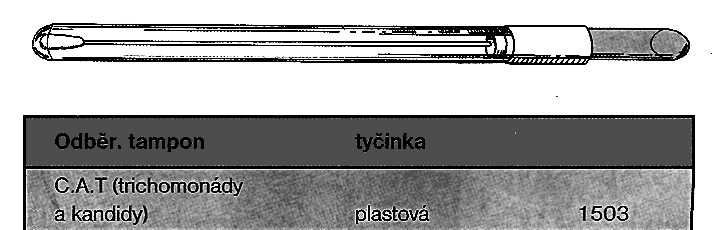 Odběr. tampon tyčinka
C.A.T (trichomonády
a kandidy) plastová 1503